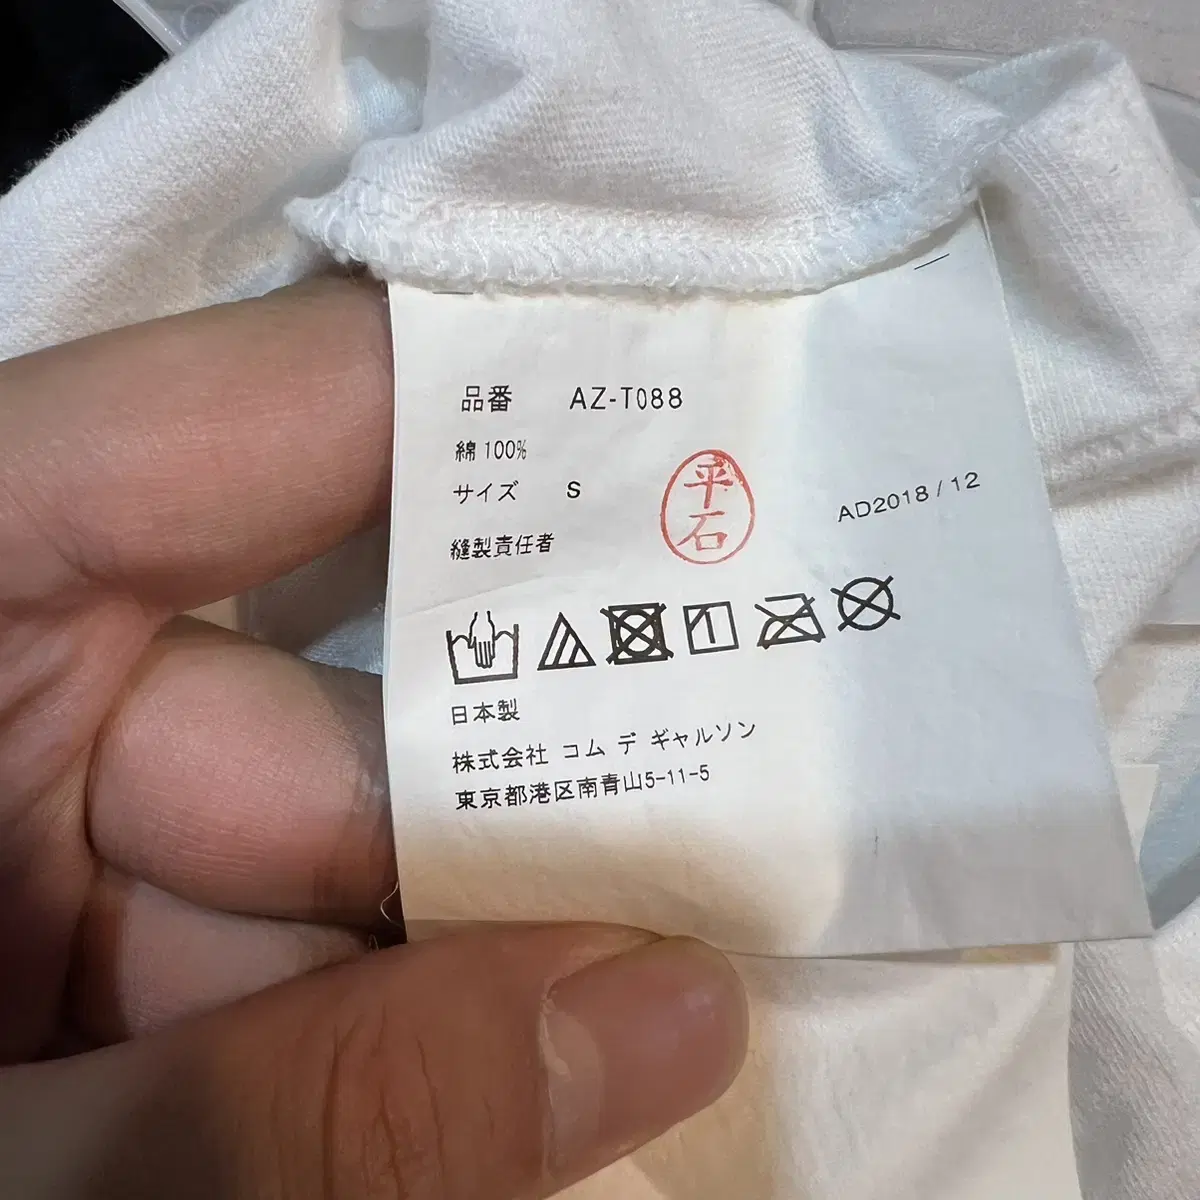 品番 AZ-T088
綿 100%
サイズ S
縫製責任者
平石
AD2018 / 12
日本製
株式会社 コム デ ギャルソン
東京都港区南青山5-11-5